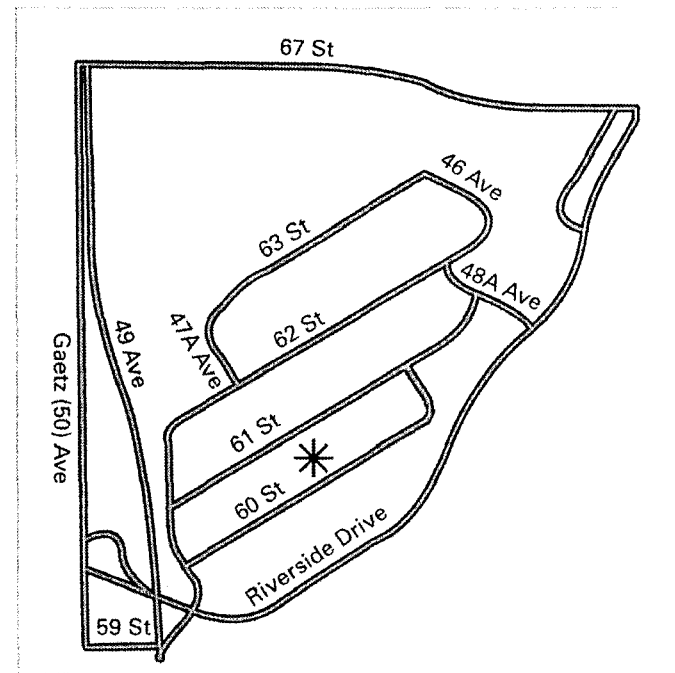 67 St
46 Ave
63 St
48A Ave
62 St
47A Ave
49 Ave
Gaetz (50) Ave
61 St
60 St
Riverside Drive
59 St